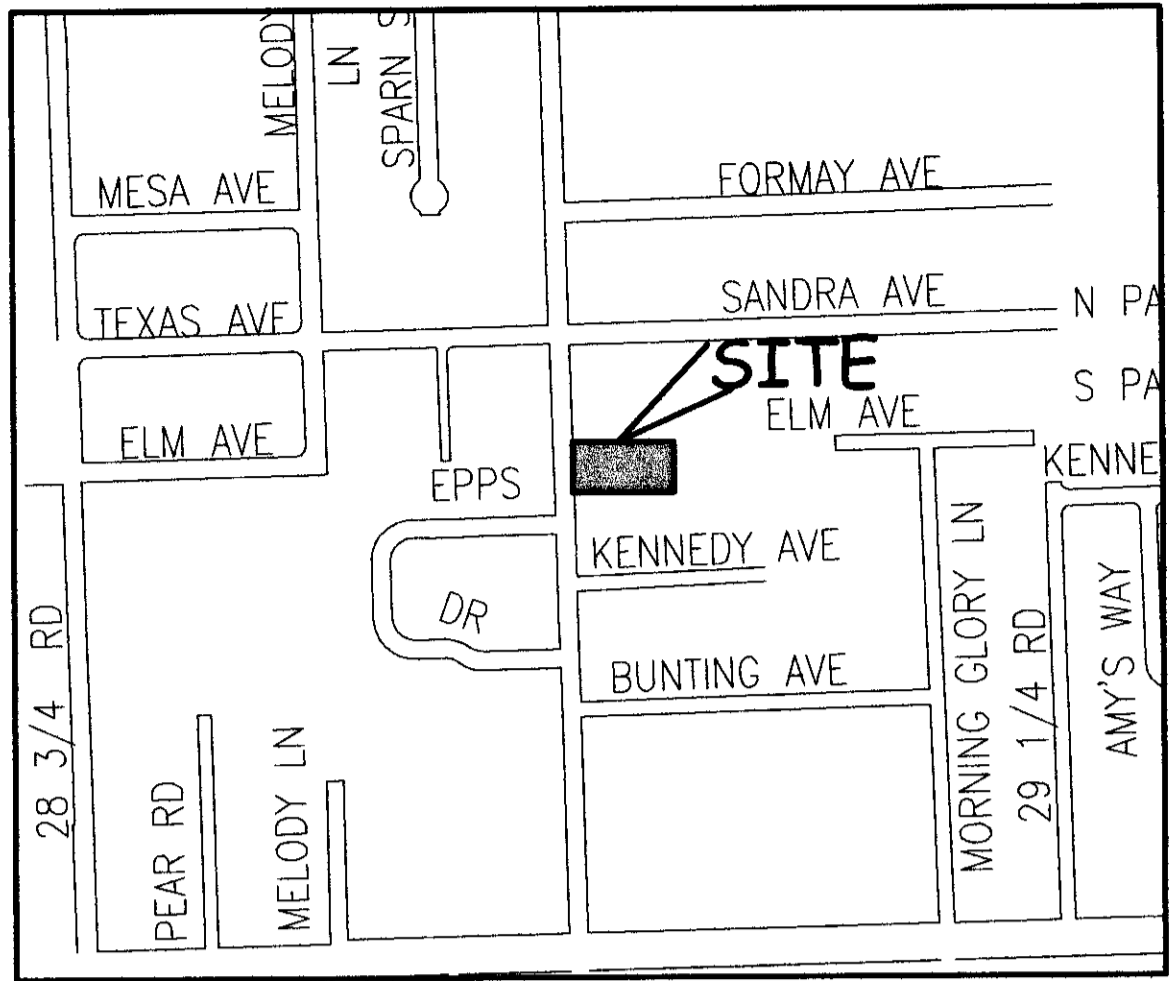 MELODY
LN
SPARN S
MESA AVE
FORMAY AVE
TEXAS AVE
SANDRA AVE
N PA
SITE
S PA
ELM AVE
ELM AVE
EPPS
KENNE
KENNEDY AVE
DR
BUNTING AVE
28 3/4 RD
PEAR RD
MELODY LN
MORNING GLORY LN
29 1/4 RD
AMY'S WAY